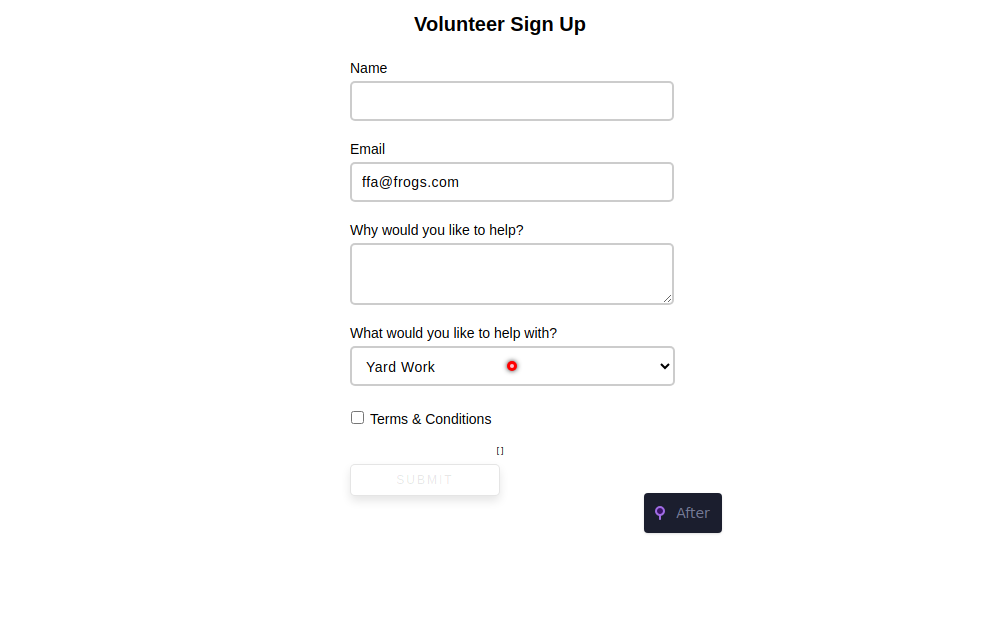 Volunteer Sign Up
Name
Email
ffa@frogs.com
Why would you like to help?
What would you like to help with?
Yard Work
Terms & Conditions
[]
SUBMIT
After